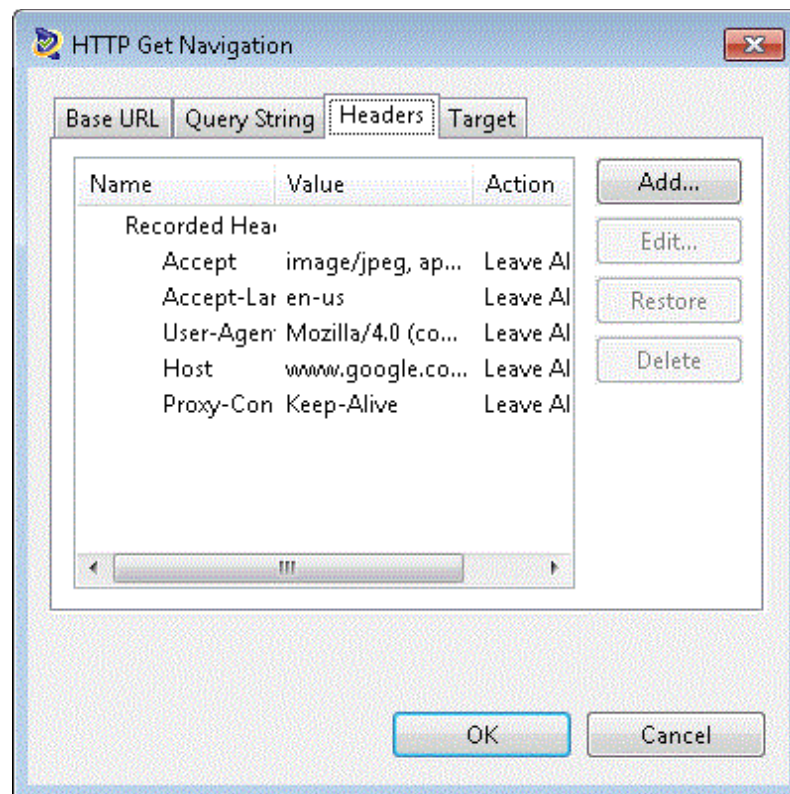 HTTP Get Navigation
Base URL Query String Headers Target
Name Value Action Add...
Recorded Hea
Edit...
Accept image/jpeg, ap... Leave Al
Accept-Lar en-us Leave Al Restore
User-Agen Mozilla/4.0 (co... Leave Al
Host www.google.co... Leave Al Delete
Proxy-Con Keep-Alive Leave Al
OK Cancel